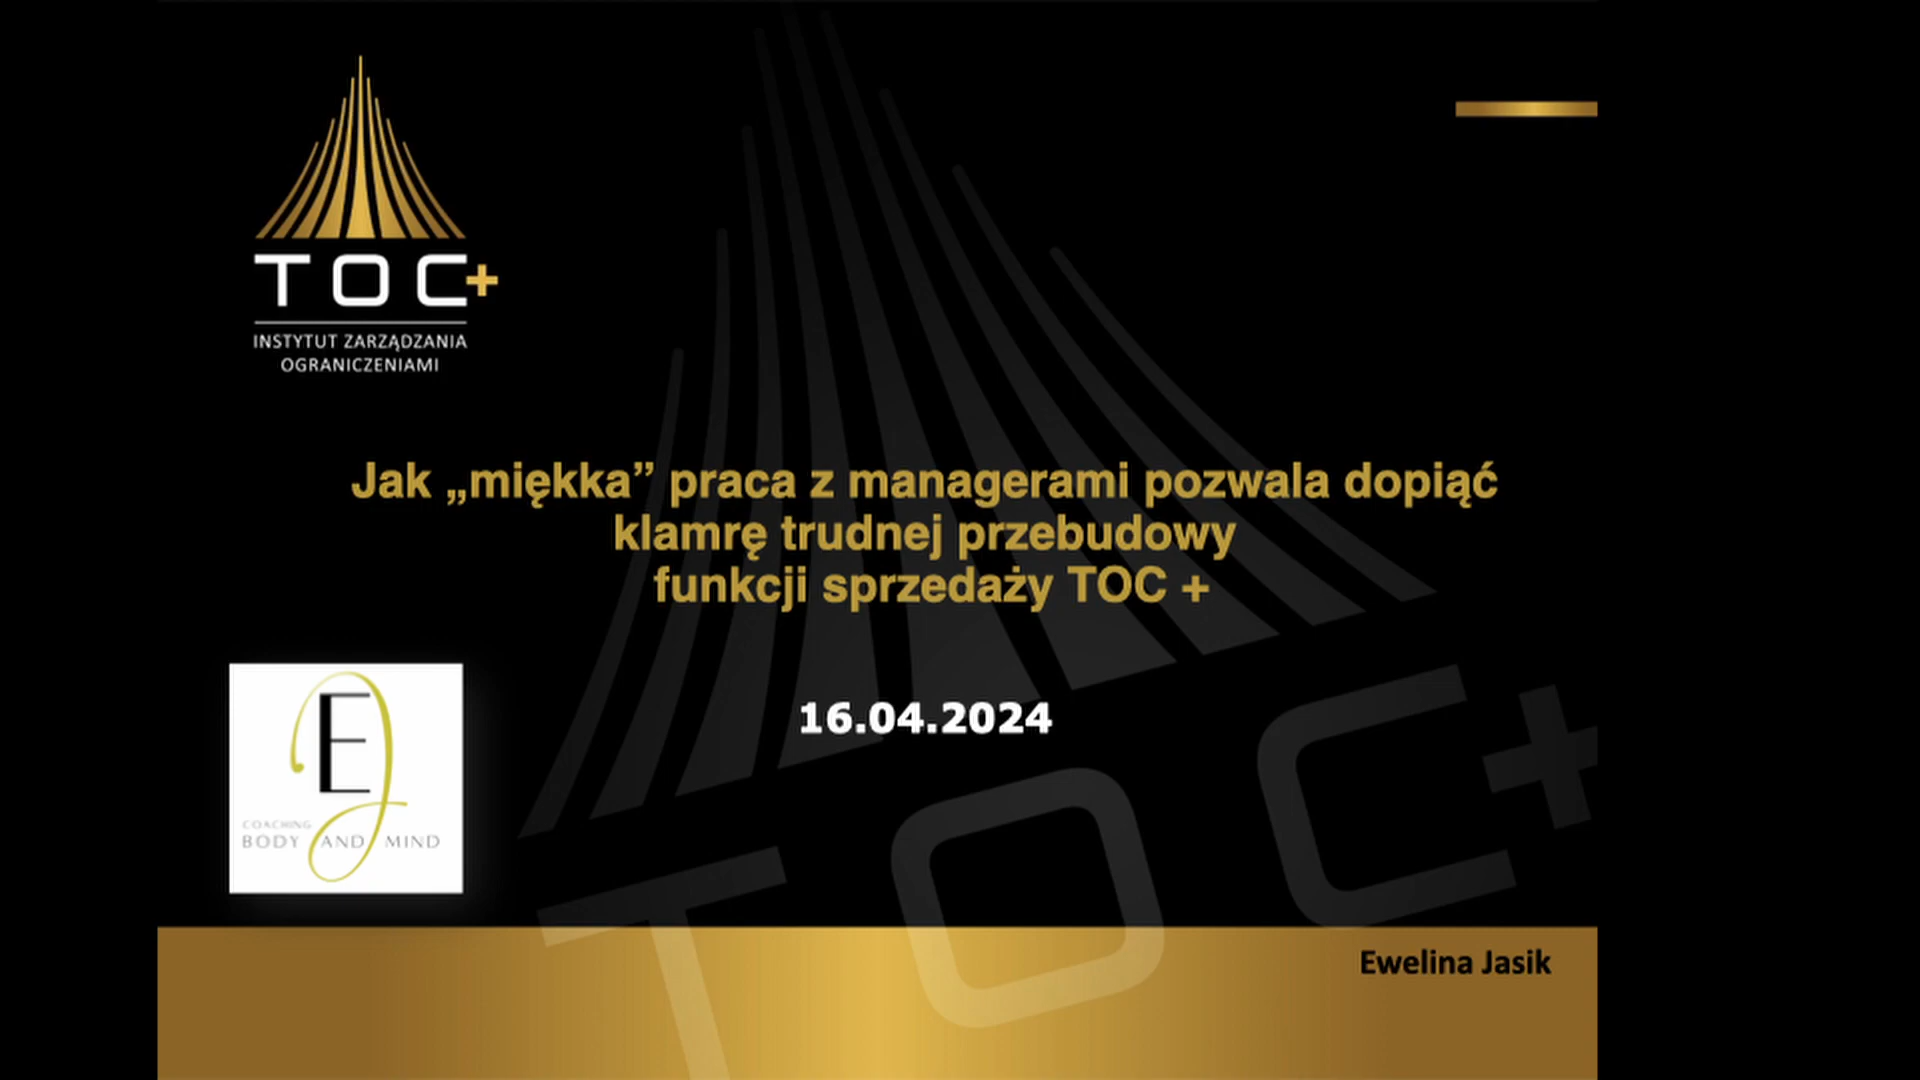 TOC+
INSTYTUT ZARZĄDZANIA
OGRANICZENIAMI
Jak „miękka” praca z managerami pozwala dopiąć
klamrę trudnej przebudowy
funkcji sprzedaży TOC +
16.04.2024
EJ
COACHING
BODY AND MIND
Ewelina Jasik
TOC+